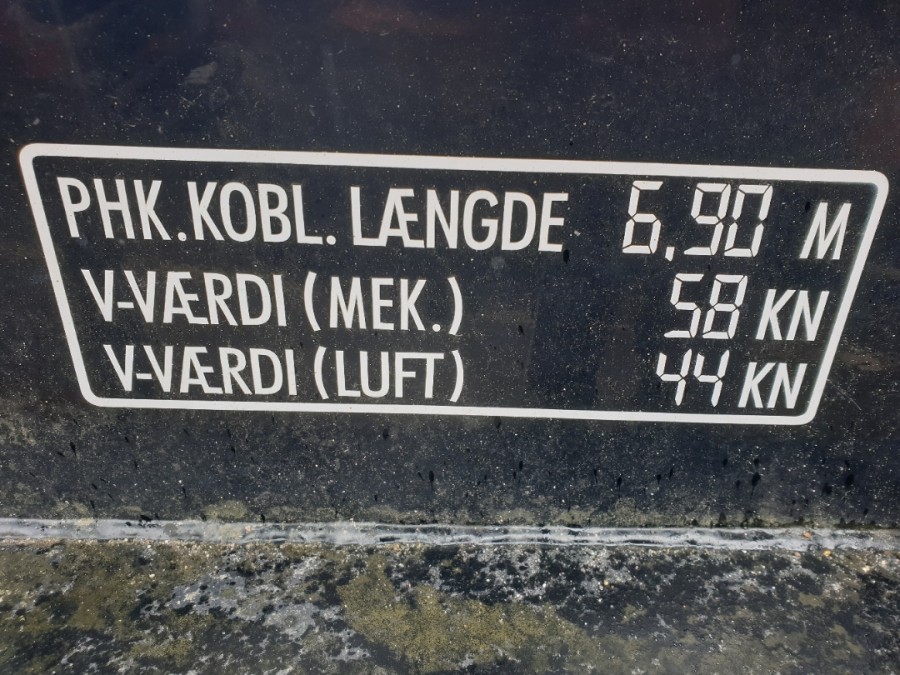 PHK.KOBL. LÆNGDE 6,90 M
V-VÆRDI (MEK.) 58 KN
V-VÆRDI (LUFT) 44 KN